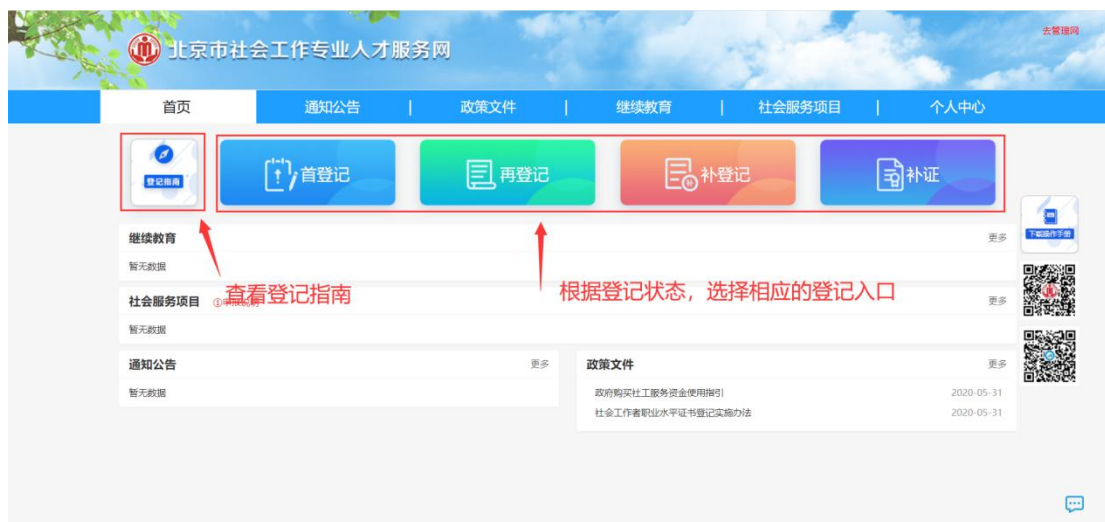 北京市社会工作专业人才服务网
去管理网
首页 通知公告 | 政策文件 | 继续教育 | 社会服务项目 | 个人中心
登记指南 首登记 再登记 补登记 补证
继续教育 更多
下载操作手册
暂无数据
查看登记指南
根据登记状态，选择相应的登记入口
社会服务项目 更多
暂无数据
通知公告 更多
暂无数据
政策文件 更多
政府购买社工服务资金使用指引 2020-05-31
社会工作者职业水平证书登记实施办法 2020-05-31